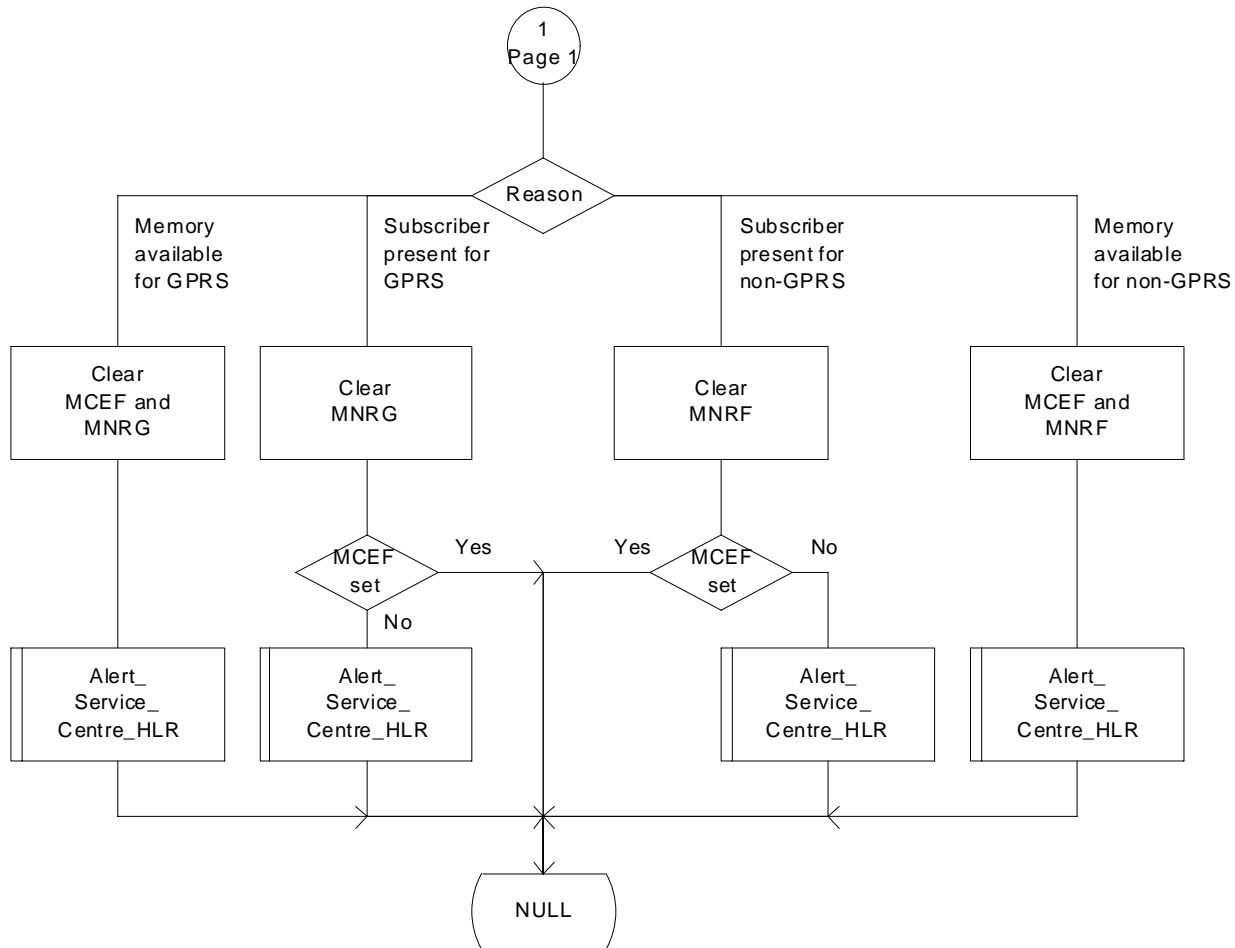 1
Page 1
Reason
Memory
available
for GPRS
Subscriber
present for
GPRS
Subscriber
present for
non-GPRS
Memory
available
for non-GPRS
Clear
MCEF and
MNRG
Clear
MNRG
Clear
MNRF
Clear
MCEF and
MNRF
MCEF
set
Yes
No
Yes
MCEF
set
No
Alert_
Service_
Centre_HLR
Alert_
Service_
Centre_HLR
Alert_
Service_
Centre_HLR
Alert_
Service_
Centre_HLR
NULL